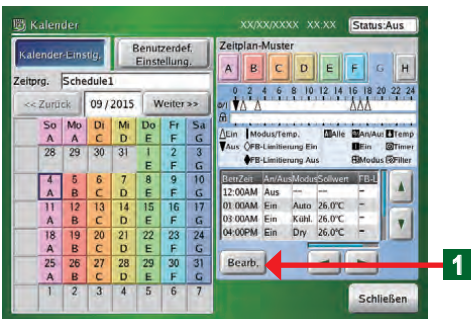 Kalender
XX/XX/XXXX XX:XX
Status:Aus
Kalender-Einstlg.
Benutzerdef.
Einstellung.
Zeitprg. Schedule1
<< Zurück
09 / 2015
Weiter >>
So Mo Di Mi Do Fr Sa
A A C D E F G
28 29 30 31 1 2 3
E F G
4 5 6 7 8 9 10
A B C D E F G
11 12 13 14 15 16 17
A B C D E F G
18 19 20 21 22 23 24
A B C D E F G
25 26 27 28 29 30 31
A B C D E F G
1 2 3 4 5 6 7
Zeitplan-Muster
A B C D E F G H
0 2 4 6 8 10 12 14 16 18 20 22 24
Ein Modus/Temp. Alle An/Aus Temp
Aus FB-Limitierung Ein Ein Timer
FB-Limitierung Aus Modus Filter
BetrZeit An/Aus Modus Sollwert FB-L
12:00AM Aus -- -- --
01:00AM Ein Auto 26.0°C --
03:00AM Ein Kühl. 26.0°C --
04:00PM Ein Dry 26.0°C --
Bearb.
1
Schließen